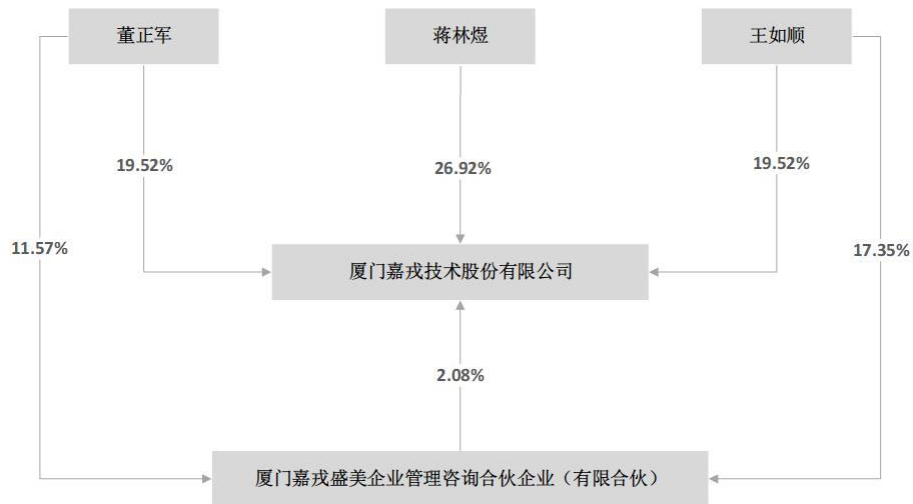 董正军
蒋林煜
王如顺
19.52%
26.92%
19.52%
11.57%
17.35%
厦门嘉戎技术股份有限公司
2.08%
厦门嘉戎盛美企业管理咨询合伙企业（有限合伙）